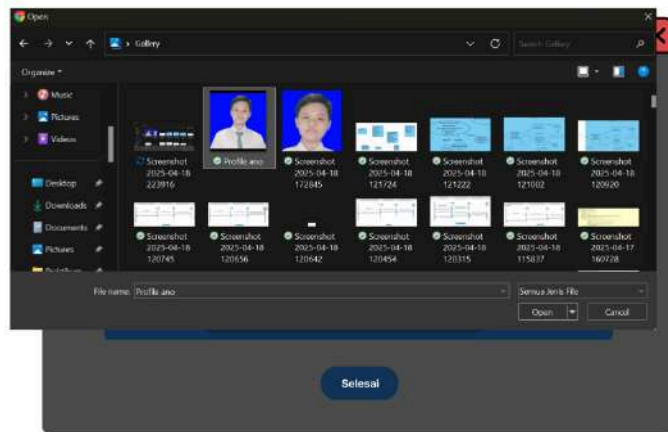 Open
Gallery
Search Gallery
Organize
Music
Pictures
Videos
Desktop
Downloads
Documents
Pictures
Screenshot 2025-04-18 223916
Profile ano
Screenshot 2025-04-18 172845
Screenshot 2025-04-18 121724
Screenshot 2025-04-18 121222
Screenshot 2025-04-18 121002
Screenshot 2025-04-18 120920
Screenshot 2025-04-18 120745
Screenshot 2025-04-18 120656
Screenshot 2025-04-18 120642
Screenshot 2025-04-18 120454
Screenshot 2025-04-18 120315
Screenshot 2025-04-18 115837
Screenshot 2025-04-17 160728
File name: Profile ano
Semua Jenis File
Open
Cancel
Selesai